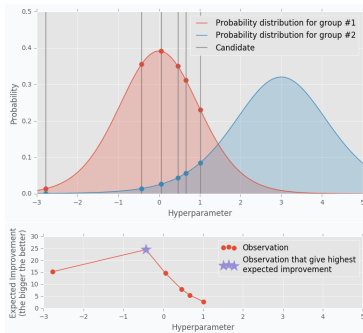 0.5
Probability distribution for group #1
Probability distribution for group #2
Candidate
0.4
0.3
0.2
0.1
0.0
Probability
−3 −2 −1 0 1 2 3 4 5
Hyperparameter
30
25
20
15
10
5
0
Expected Improvement
(the bigger the better)
Observation
Observation that give highest
expected improvement
−3 −2 −1 0 1 2 3 4 5
Hyperparameter